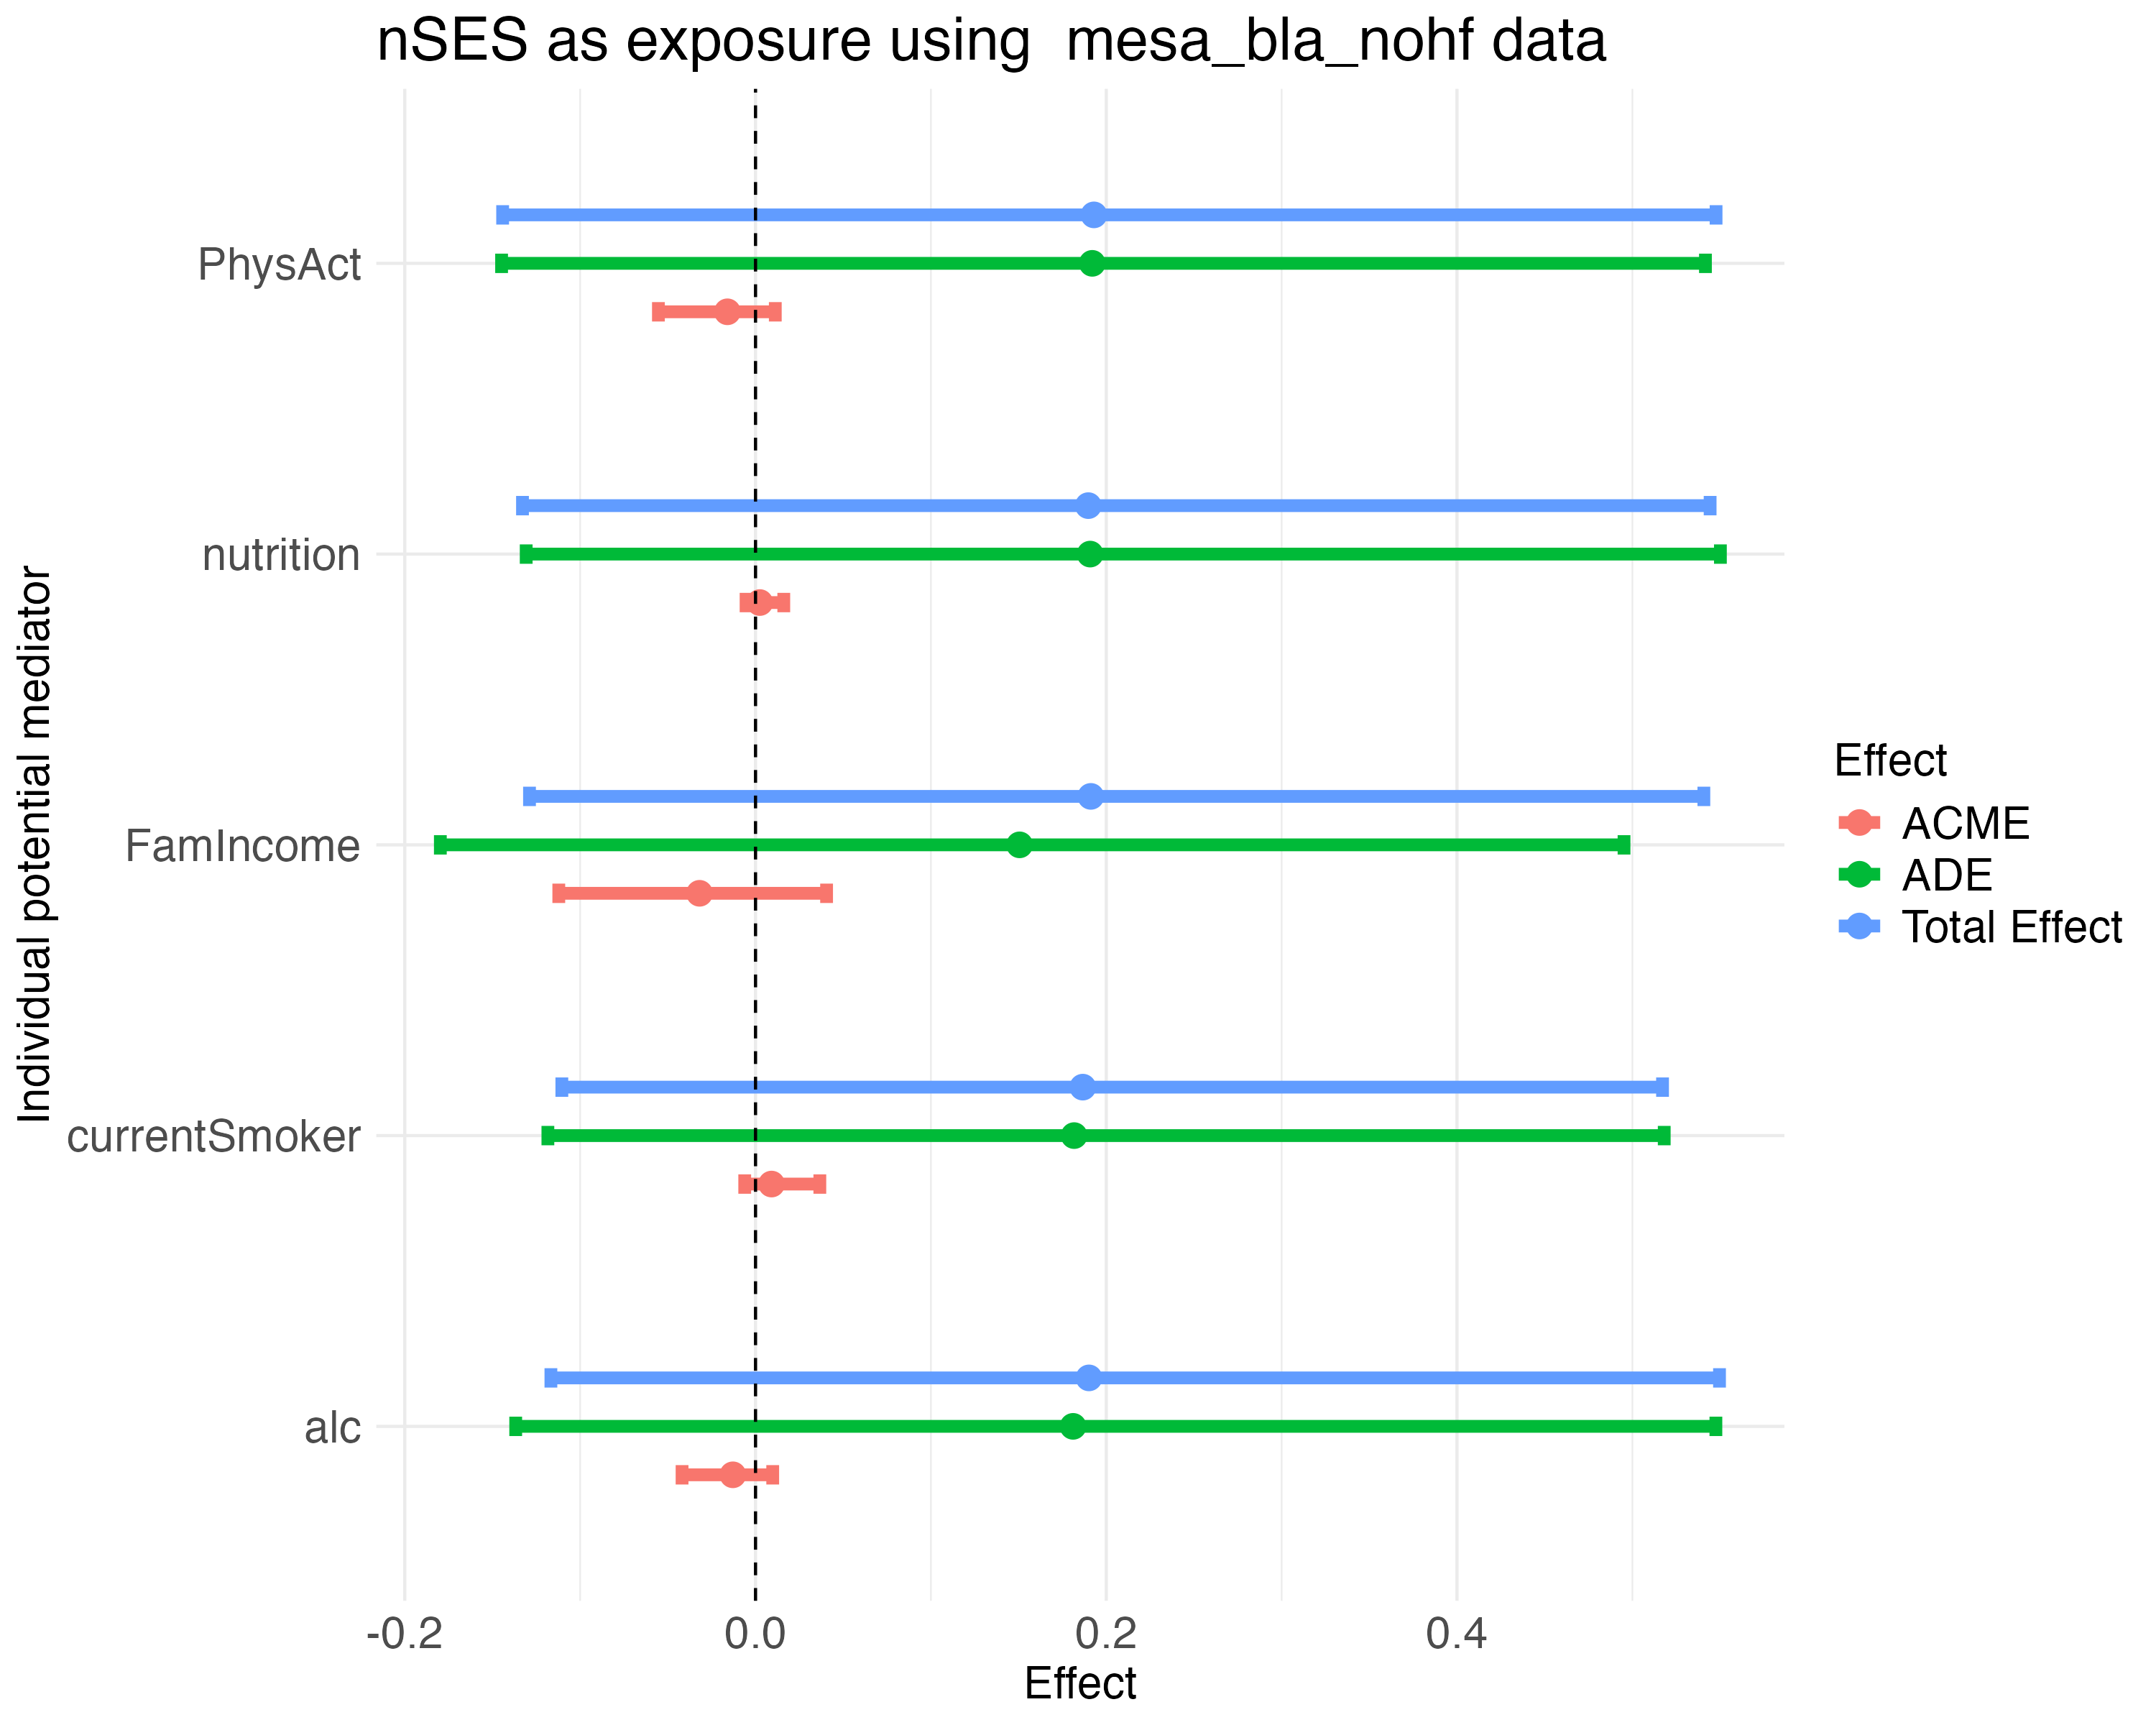 nSES as exposure using  mesa_bla_nohf data
Individual potential mediator
PhysAct
nutrition
FamIncome
currentSmoker
alc
-0.2
0.0
0.2
0.4
Effect
Effect
ACME
ADE
Total Effect